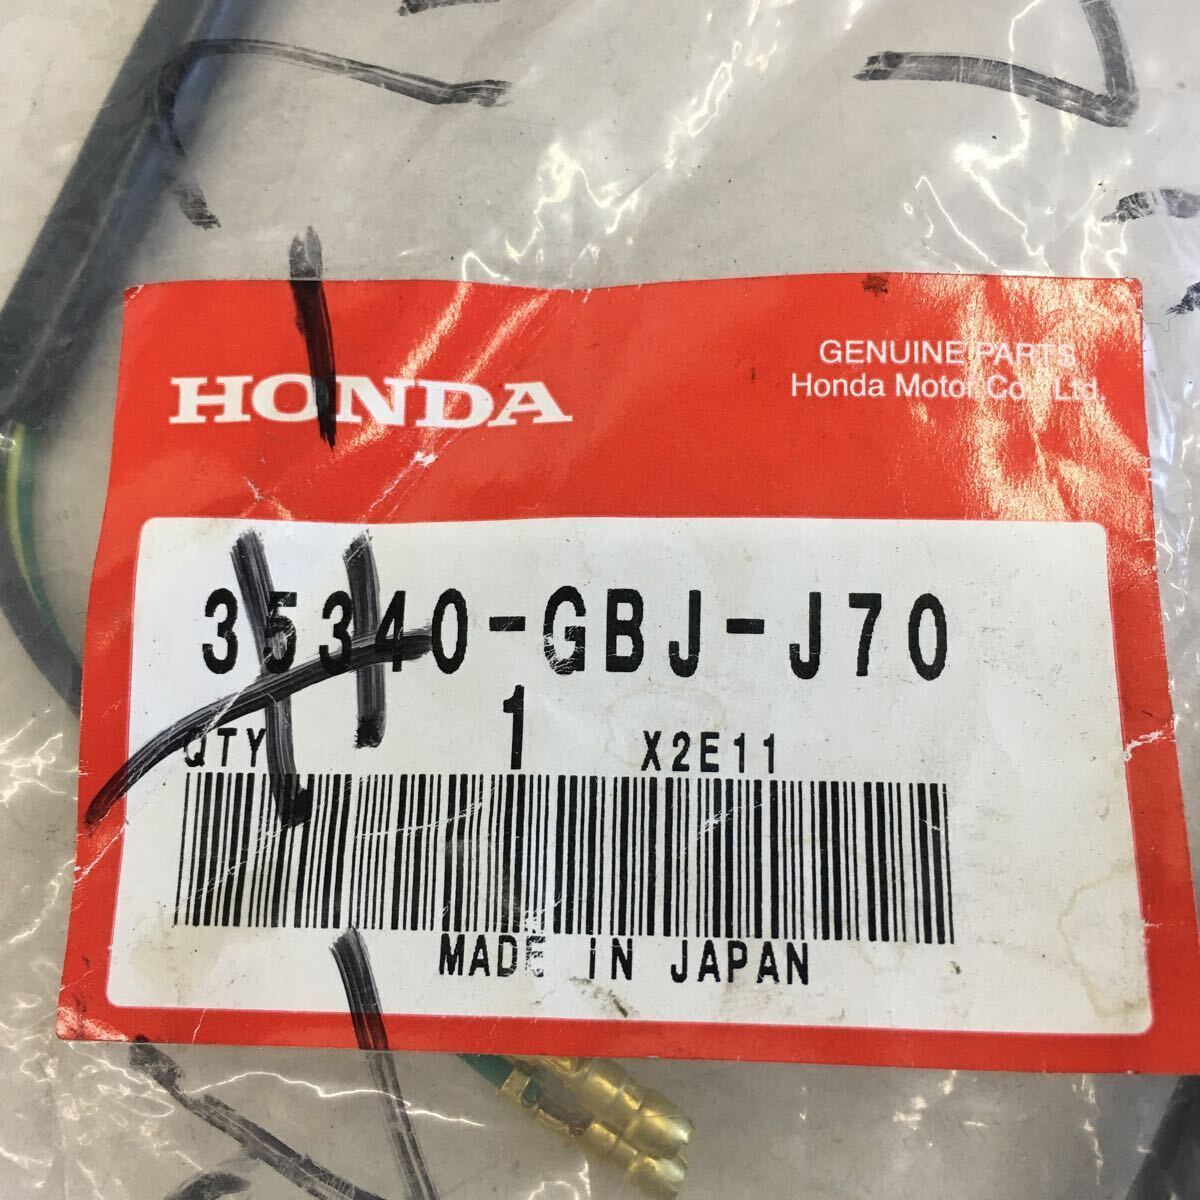 HONDA
GENUINE PARTS
Honda Motor Co., Ltd.
35340-GBJ-J70
QTY 1 X2E11
MADE IN JAPAN